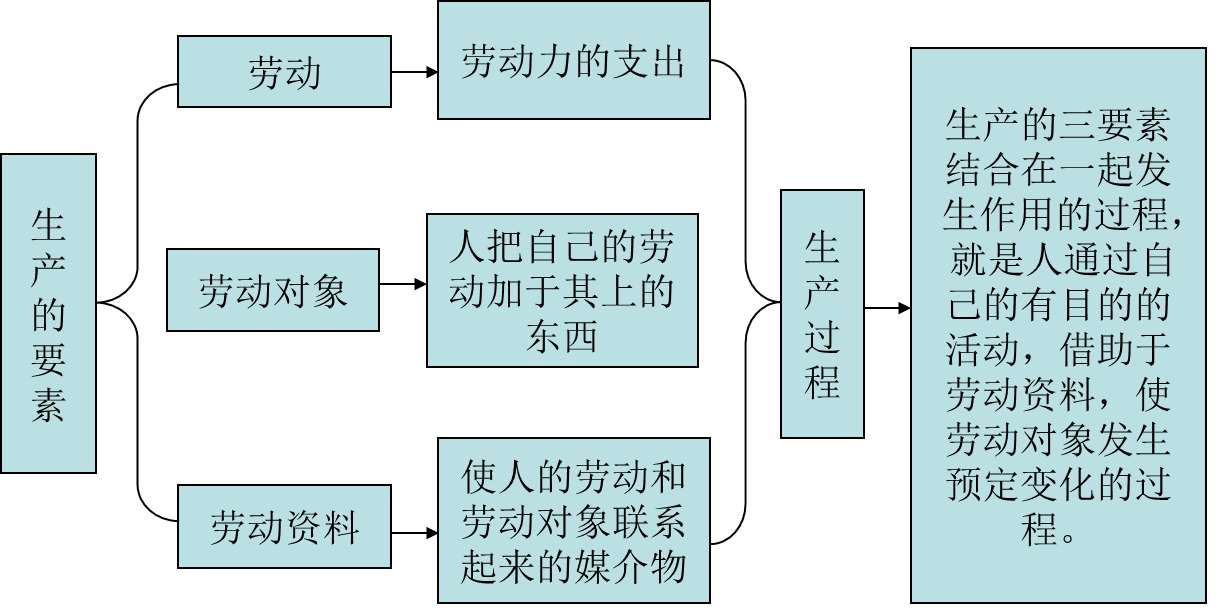 生
产
的
要
素
劳动
劳动力的支出
劳动对象
人把自己的劳
动加于其上的
东西
劳动资料
使人的劳动和
劳动对象联系
起来的媒介物
生
产
过
程
生产的三要素
结合在一起发
生作用的过程，
就是人通过自
己的有目的的
活动，借助于
劳动资料，使
劳动对象发生
预定变化的过
程。